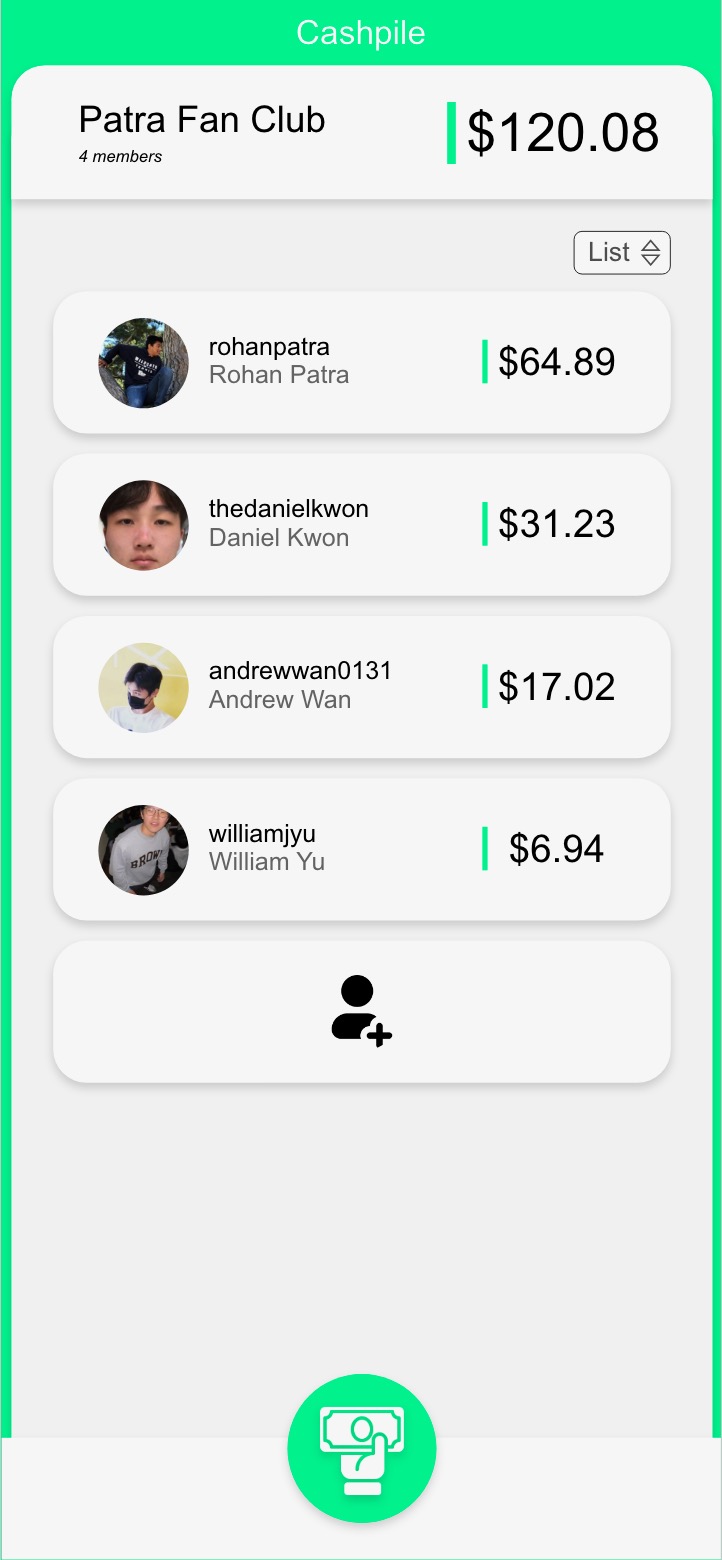 Cashpile
Patra Fan Club
4 members
$120.08
List
rohanpatra
Rohan Patra
$64.89
thedanielkwon
Daniel Kwon
$31.23
andrewwan0131
Andrew Wan
$17.02
williamjyu
William Yu
$6.94